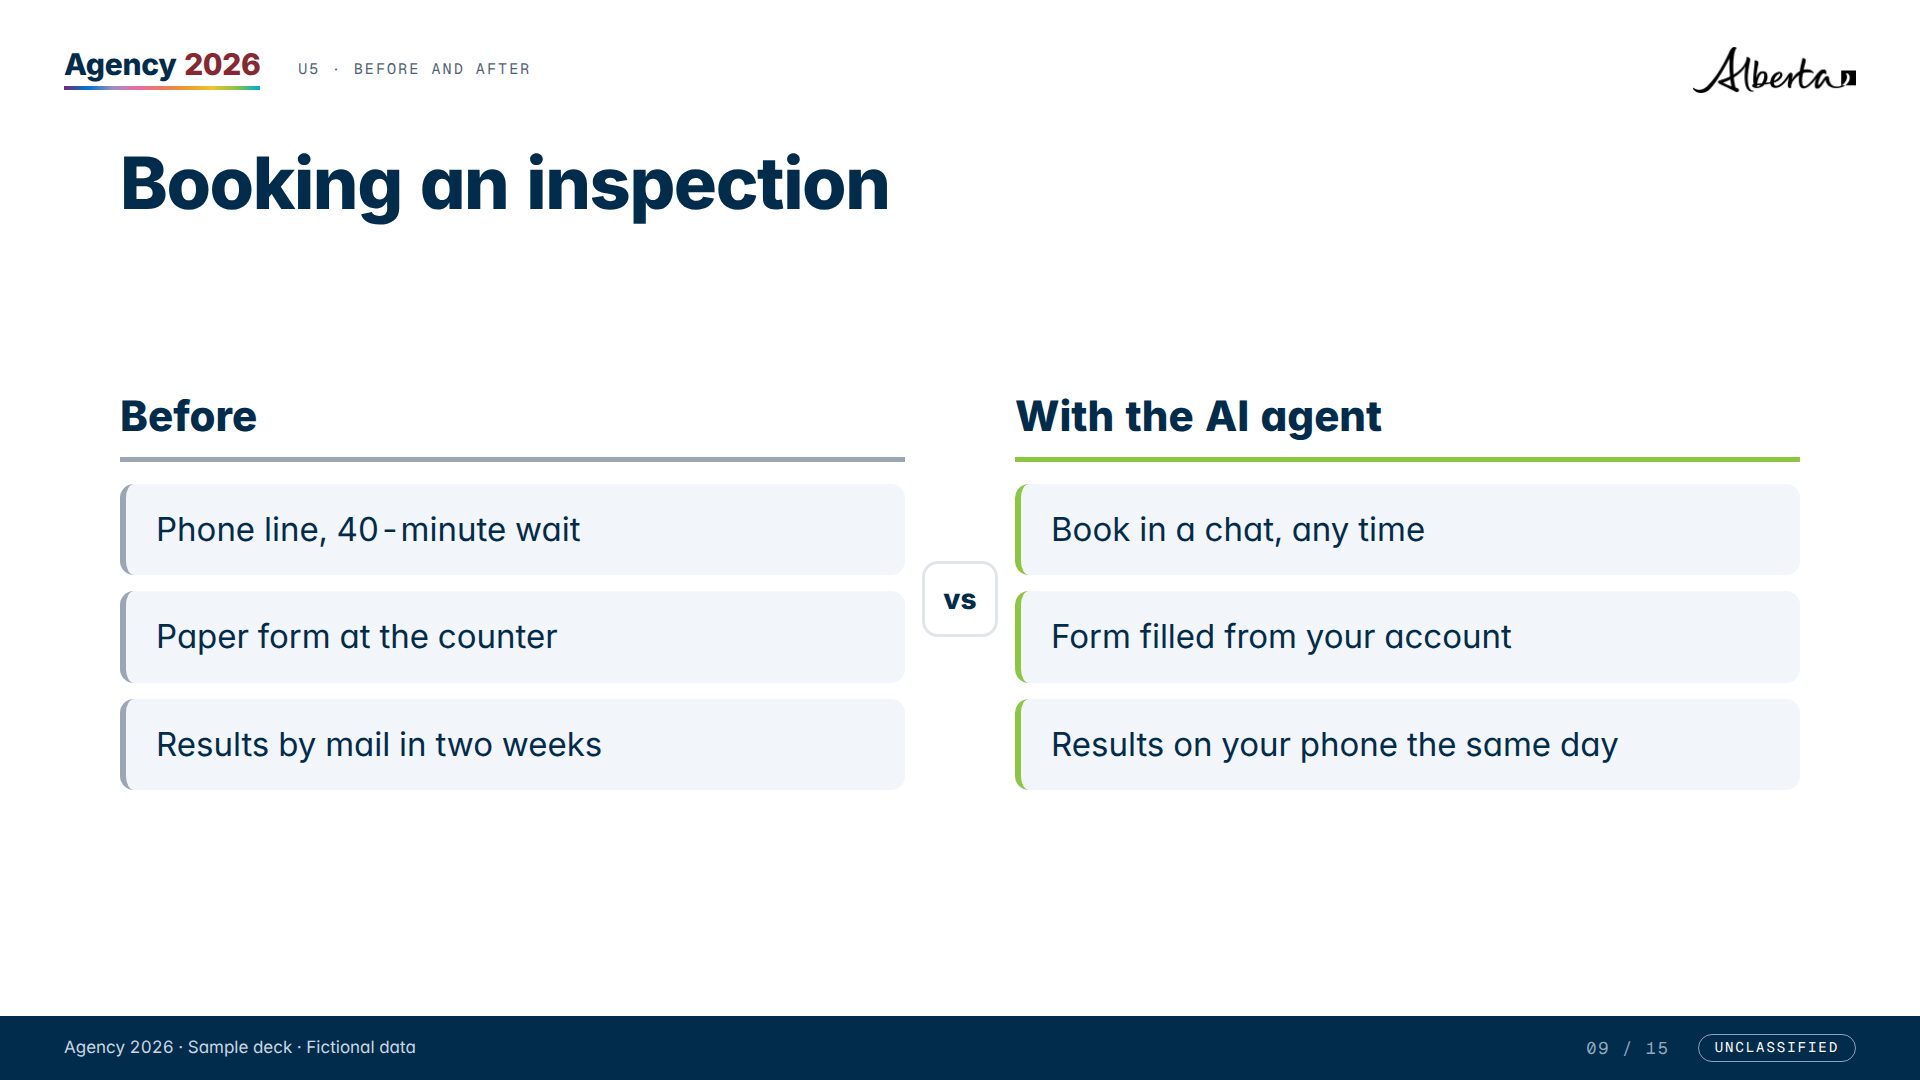 Agency 2026
U5 · BEFORE AND AFTER
Alberta
Booking an inspection
Before
Phone line, 40-minute wait
Paper form at the counter
Results by mail in two weeks
vs
With the AI agent
Book in a chat, any time
Form filled from your account
Results on your phone the same day
Agency 2026 · Sample deck · Fictional data
09 / 15
UNCLASSIFIED